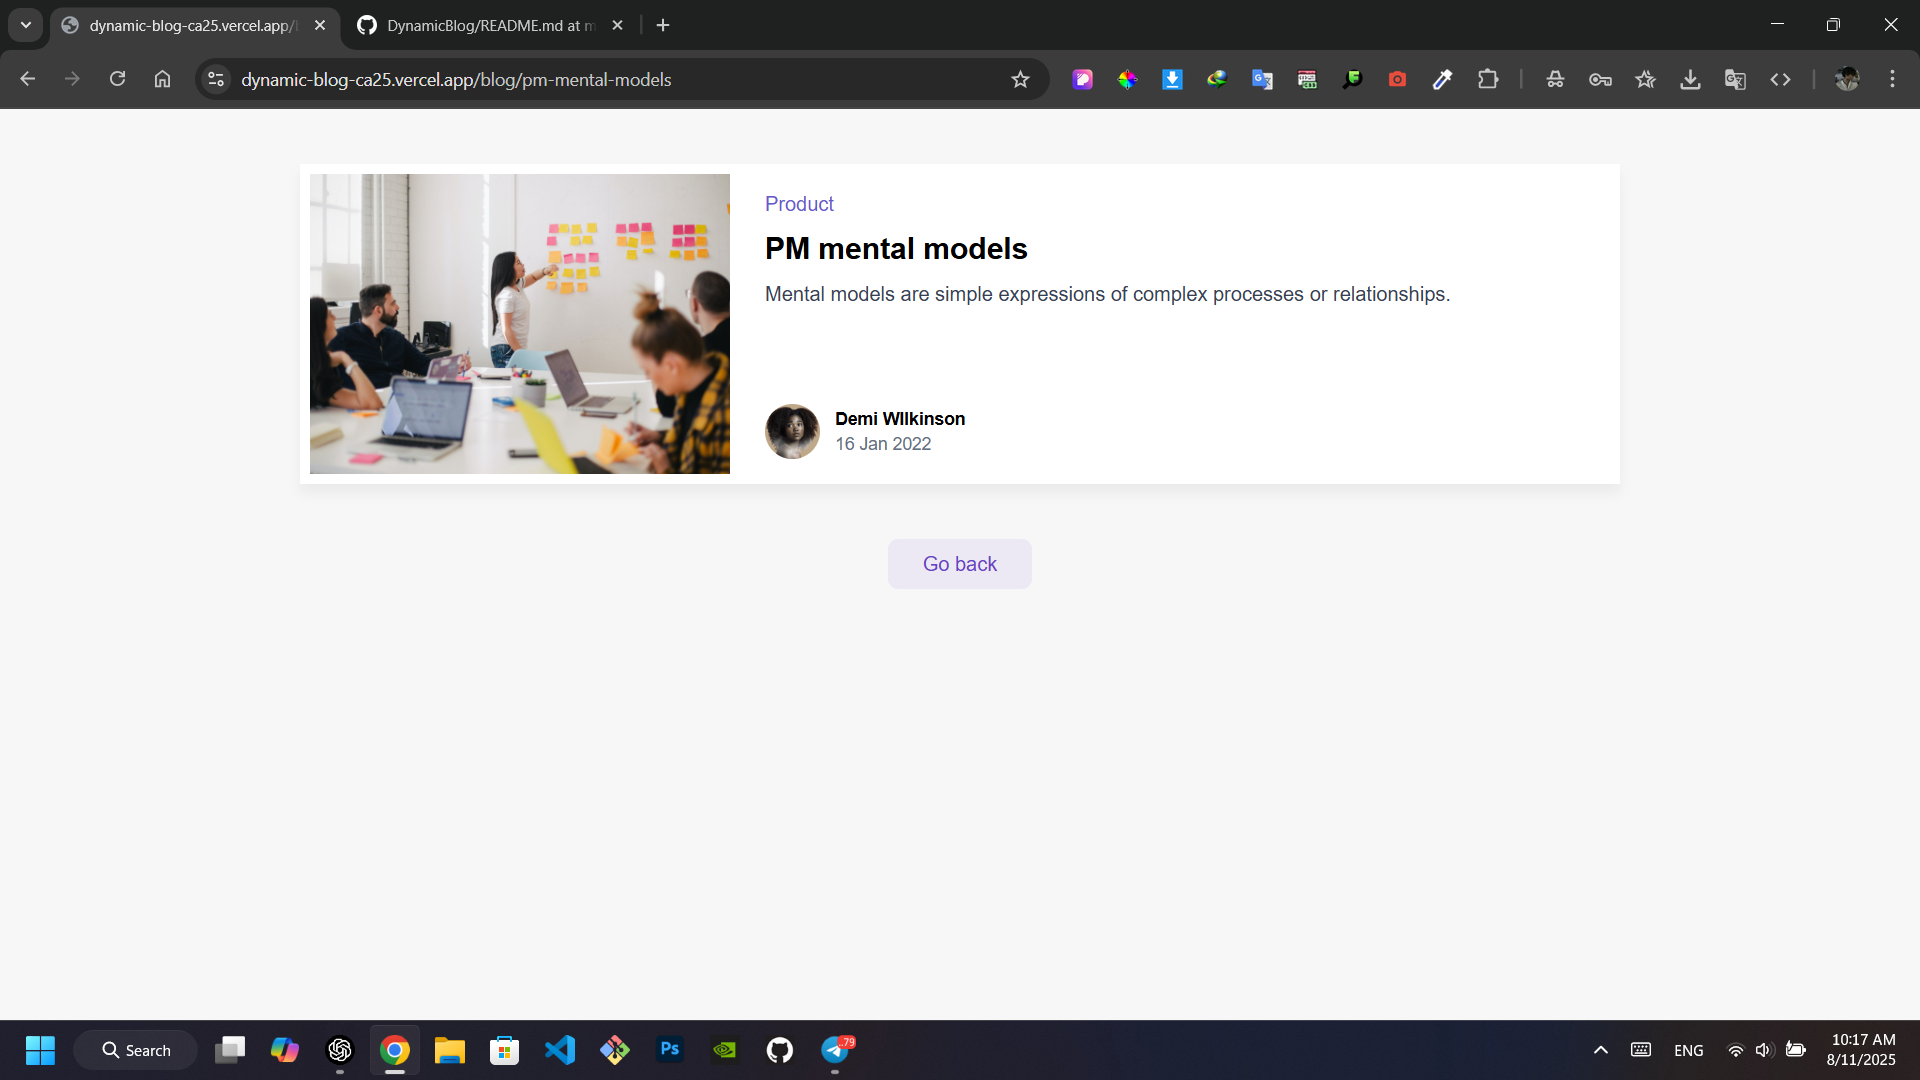 dynamic-blog-ca25.vercel.app/
DynamicBlog/README.md at m
dynamic-blog-ca25.vercel.app/blog/pm-mental-models
Product
PM mental models
Mental models are simple expressions of complex processes or relationships.
Demi WIlkinson
16 Jan 2022
Go back
Search
Ps
.79
ENG
10:17 AM
8/11/2025